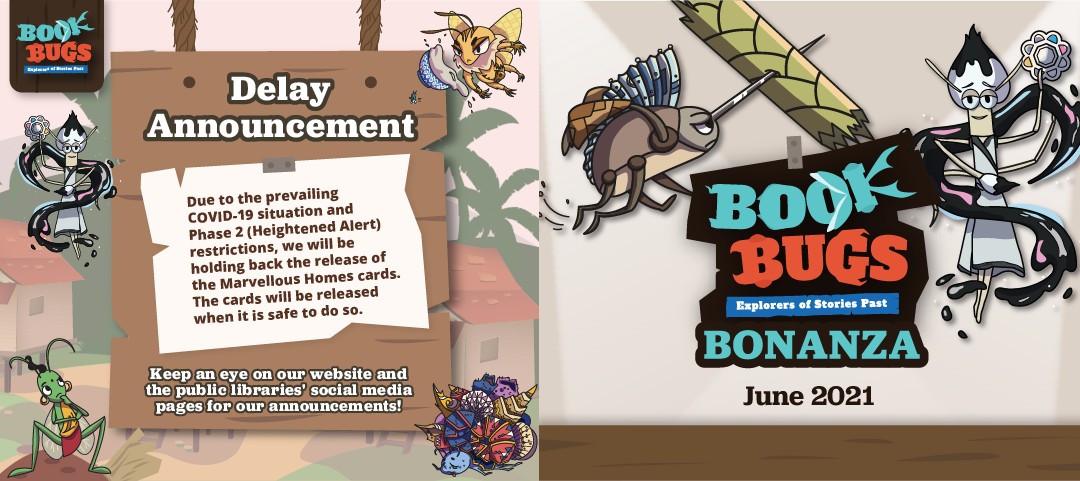 BOOK
BUGS
Explorers of Stories Past
Delay
Announcement
Due to the prevailing
COVID-19 situation and
Phase 2 (Heightened Alert)
restrictions, we will be
holding back the release of
the Marvellous Homes cards.
The cards will be released
when it is safe to do so.
Keep an eye on our website and
the public libraries' social media
pages for our announcements!
BOOK
BUGS
Explorers of Stories Past
BONANZA
June 2021